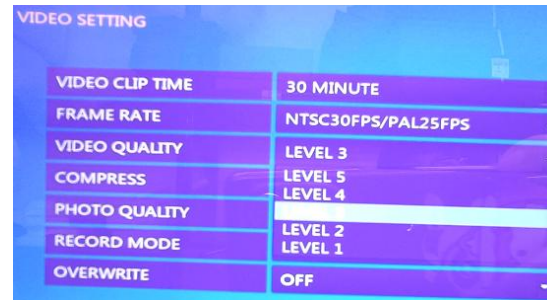 VIDEO SETTING
VIDEO CLIP TIME 30 MINUTE
FRAME RATE NTSC30FPS/PAL25FPS
VIDEO QUALITY LEVEL 3
COMPRESS LEVEL 5
LEVEL 4
PHOTO QUALITY
LEVEL 2
RECORD MODE LEVEL 1
OVERWRITE OFF